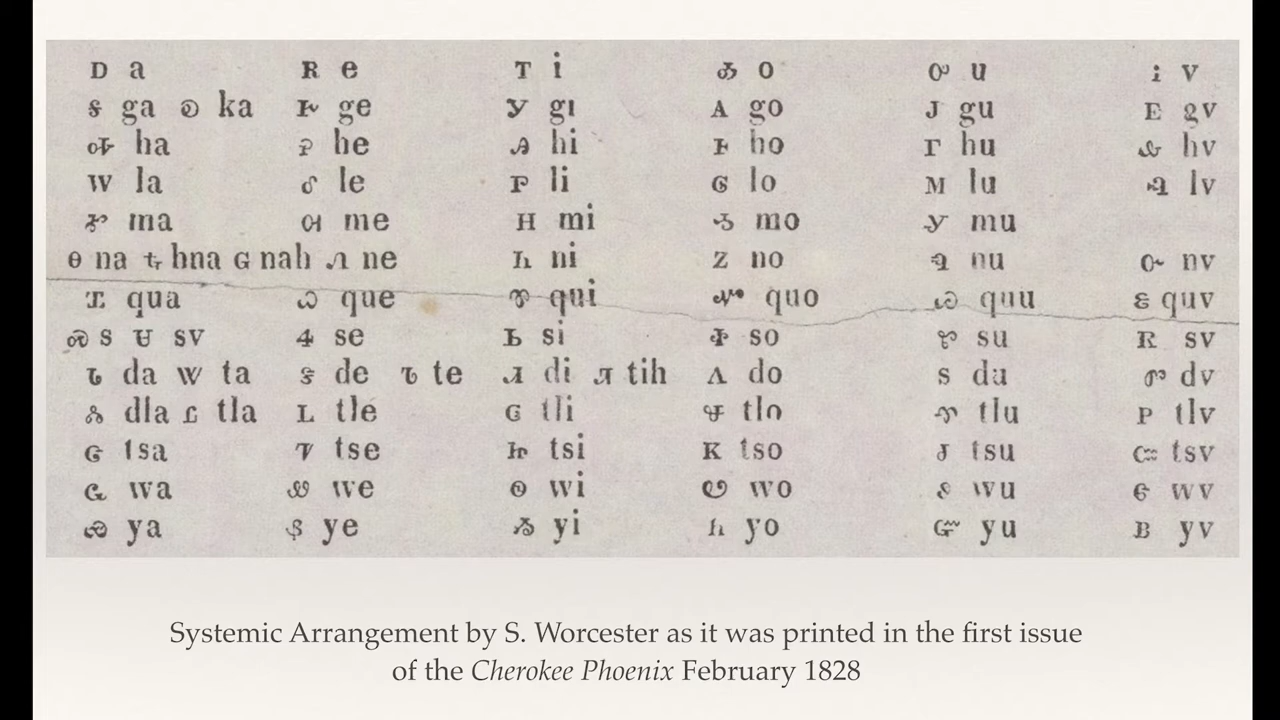 Ꭰ a Ꭱ e Ꭲ i Ꭳ o Ꭴ u Ꭵ v
Ꭶ ga Ꭷ ka Ꭸ ge Ꭹ gi Ꭺ go Ꭻ gu Ꭼ gv
Ꭽ ha Ꭾ he Ꭿ hi Ꮀ ho Ꮁ hu Ꮂ hv
Ꮃ la Ꮄ le Ꮅ li Ꮆ lo Ꮇ lu Ꮈ lv
Ꮉ ma Ꮊ me Ꮋ mi Ꮌ mo Ꮍ mu
Ꮎ na Ꮏ hna Ꮐ nah Ꮑ ne Ꮒ ni Ꮓ no Ꮔ nu Ꮕ nv
Ꮖ qua Ꮗ que Ꮘ qui Ꮙ quo Ꮚ quu Ꮛ quv
Ꮝ s Ꮜ sv Ꮞ se Ꮟ si Ꮠ so Ꮡ su Ꮢ sv
Ꮣ da Ꮤ ta Ꮥ de Ꮦ te Ꮧ di Ꮨ tih Ꮩ do Ꮪ du Ꮫ dv
Ꮬ dla Ꮭ tla Ꮮ tle Ꮯ tli Ꮰ tlo Ꮱ tlu Ꮲ tlv
Ꮳ tsa Ꮴ tse Ꮵ tsi Ꮶ tso Ꮷ tsu Ꮸ tsv
Ꮹ wa Ꮺ we Ꮻ wi Ꮼ wo Ꮽ wu Ꮾ wv
Ꮿ ya Ᏸ ye Ᏹ yi Ᏺ yo Ᏻ yu Ᏼ yv
Systemic Arrangement by S. Worcester as it was printed in the first issue
of the Cherokee Phoenix February 1828